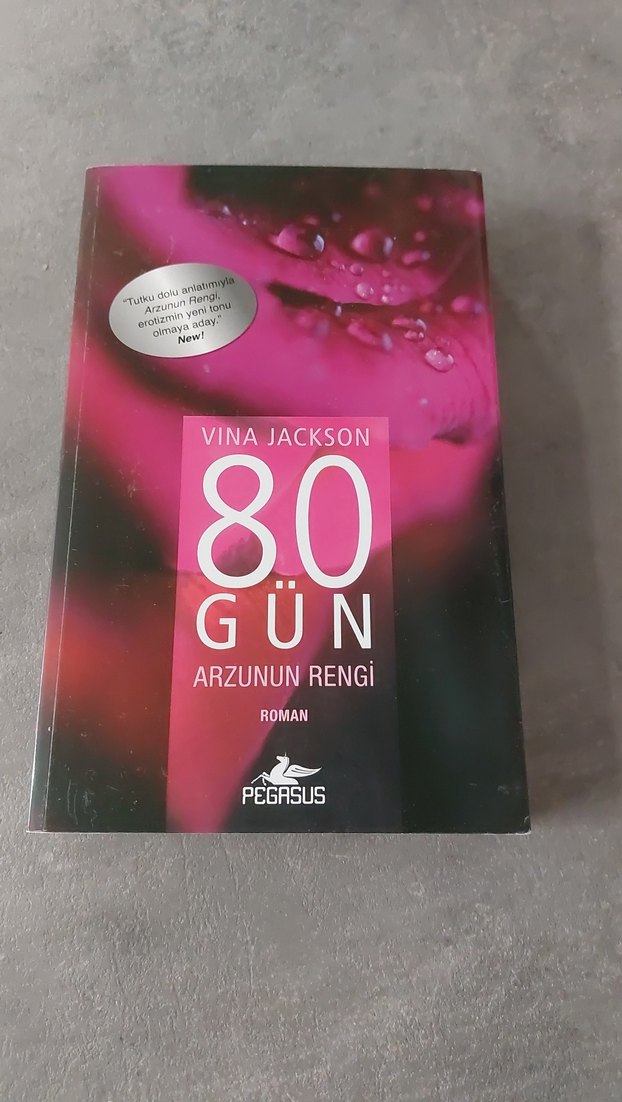 "Tutku dolu anlatımıyla
Arzunun Rengi,
erotizmin yeni tonu
olmaya aday."
New!
VINA JACKSON
80
GÜN
ARZUNUN RENGİ
ROMAN
PEGASUS